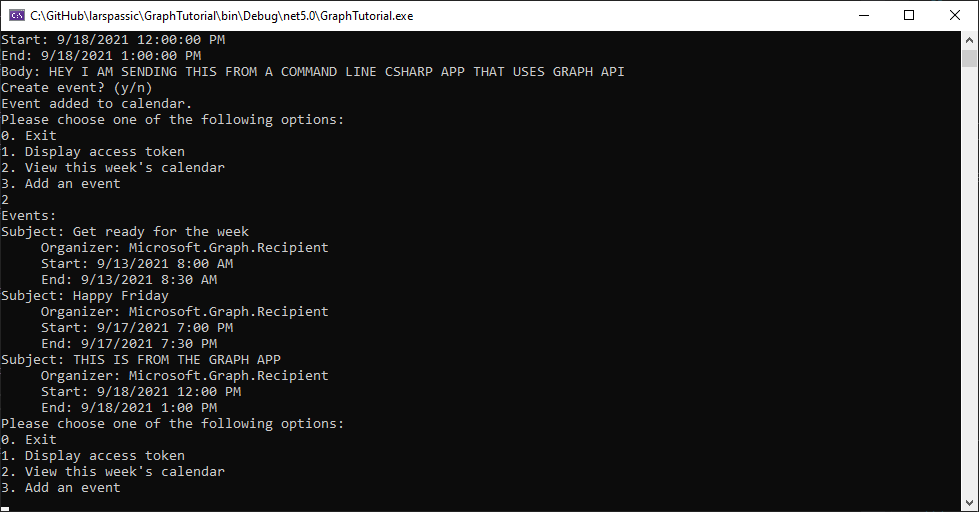 C:\GitHub\larspassic\GraphTutorial\bin\Debug\net5.0\GraphTutorial.exe
Start: 9/18/2021 12:00:00 PM
End: 9/18/2021 1:00:00 PM
Body: HEY I AM SENDING THIS FROM A COMMAND LINE CSHARP APP THAT USES GRAPH API
Create event? (y/n)
Event added to calendar.
Please choose one of the following options:
0. Exit
1. Display access token
2. View this week's calendar
3. Add an event
2
Events:
Subject: Get ready for the week
     Organizer: Microsoft.Graph.Recipient
     Start: 9/13/2021 8:00 AM
     End: 9/13/2021 8:30 AM
Subject: Happy Friday
     Organizer: Microsoft.Graph.Recipient
     Start: 9/17/2021 7:00 PM
     End: 9/17/2021 7:30 PM
Subject: THIS IS FROM THE GRAPH APP
     Organizer: Microsoft.Graph.Recipient
     Start: 9/18/2021 12:00 PM
     End: 9/18/2021 1:00 PM
Please choose one of the following options:
0. Exit
1. Display access token
2. View this week's calendar
3. Add an event